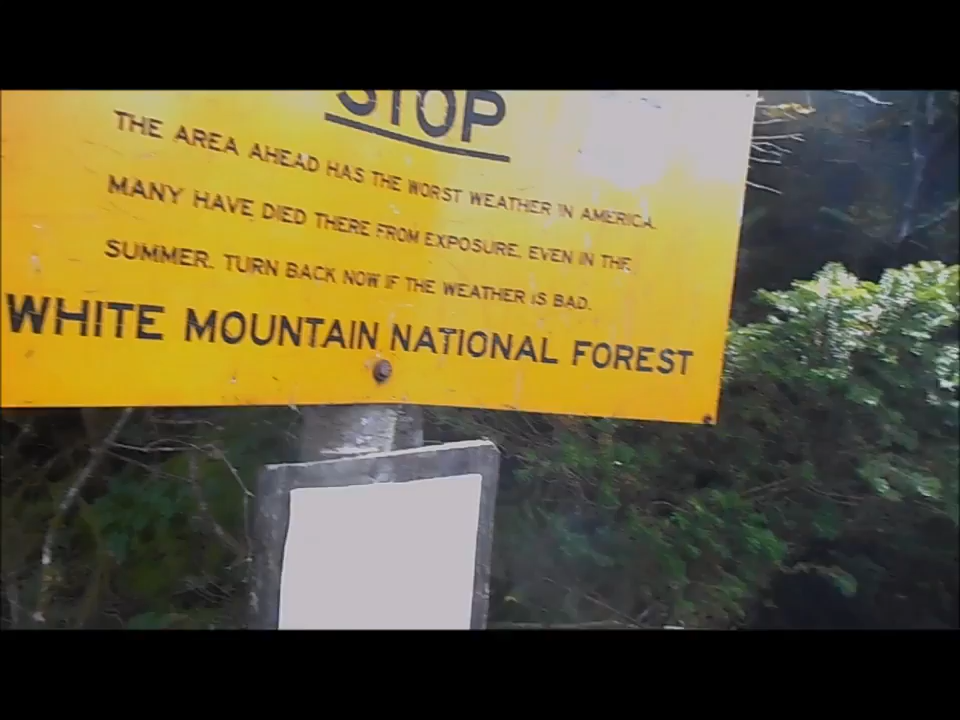 STOP
THE AREA AHEAD HAS THE WORST WEATHER IN AMERICA.
MANY HAVE DIED THERE FROM EXPOSURE, EVEN IN THE
SUMMER. TURN BACK NOW IF THE WEATHER IS BAD.
WHITE MOUNTAIN NATIONAL FOREST